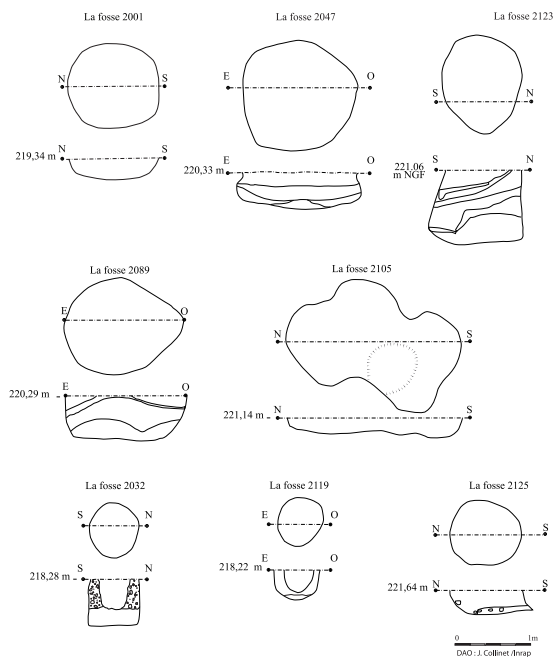 La fosse 2001
La fosse 2047
La fosse 2123
N S
E O
S N
N S
219,34 m
E O
220,33 m
S N
221.06
m NGF
La fosse 2089
La fosse 2105
E O
N S
E O
220,29 m
N S
221,14 m
La fosse 2032
La fosse 2119
La fosse 2125
S N
E O
N S
S N
218,28 m
E O
218,22 m
N S
221,64 m
0 1m
DAO : J. Collinet /Inrap